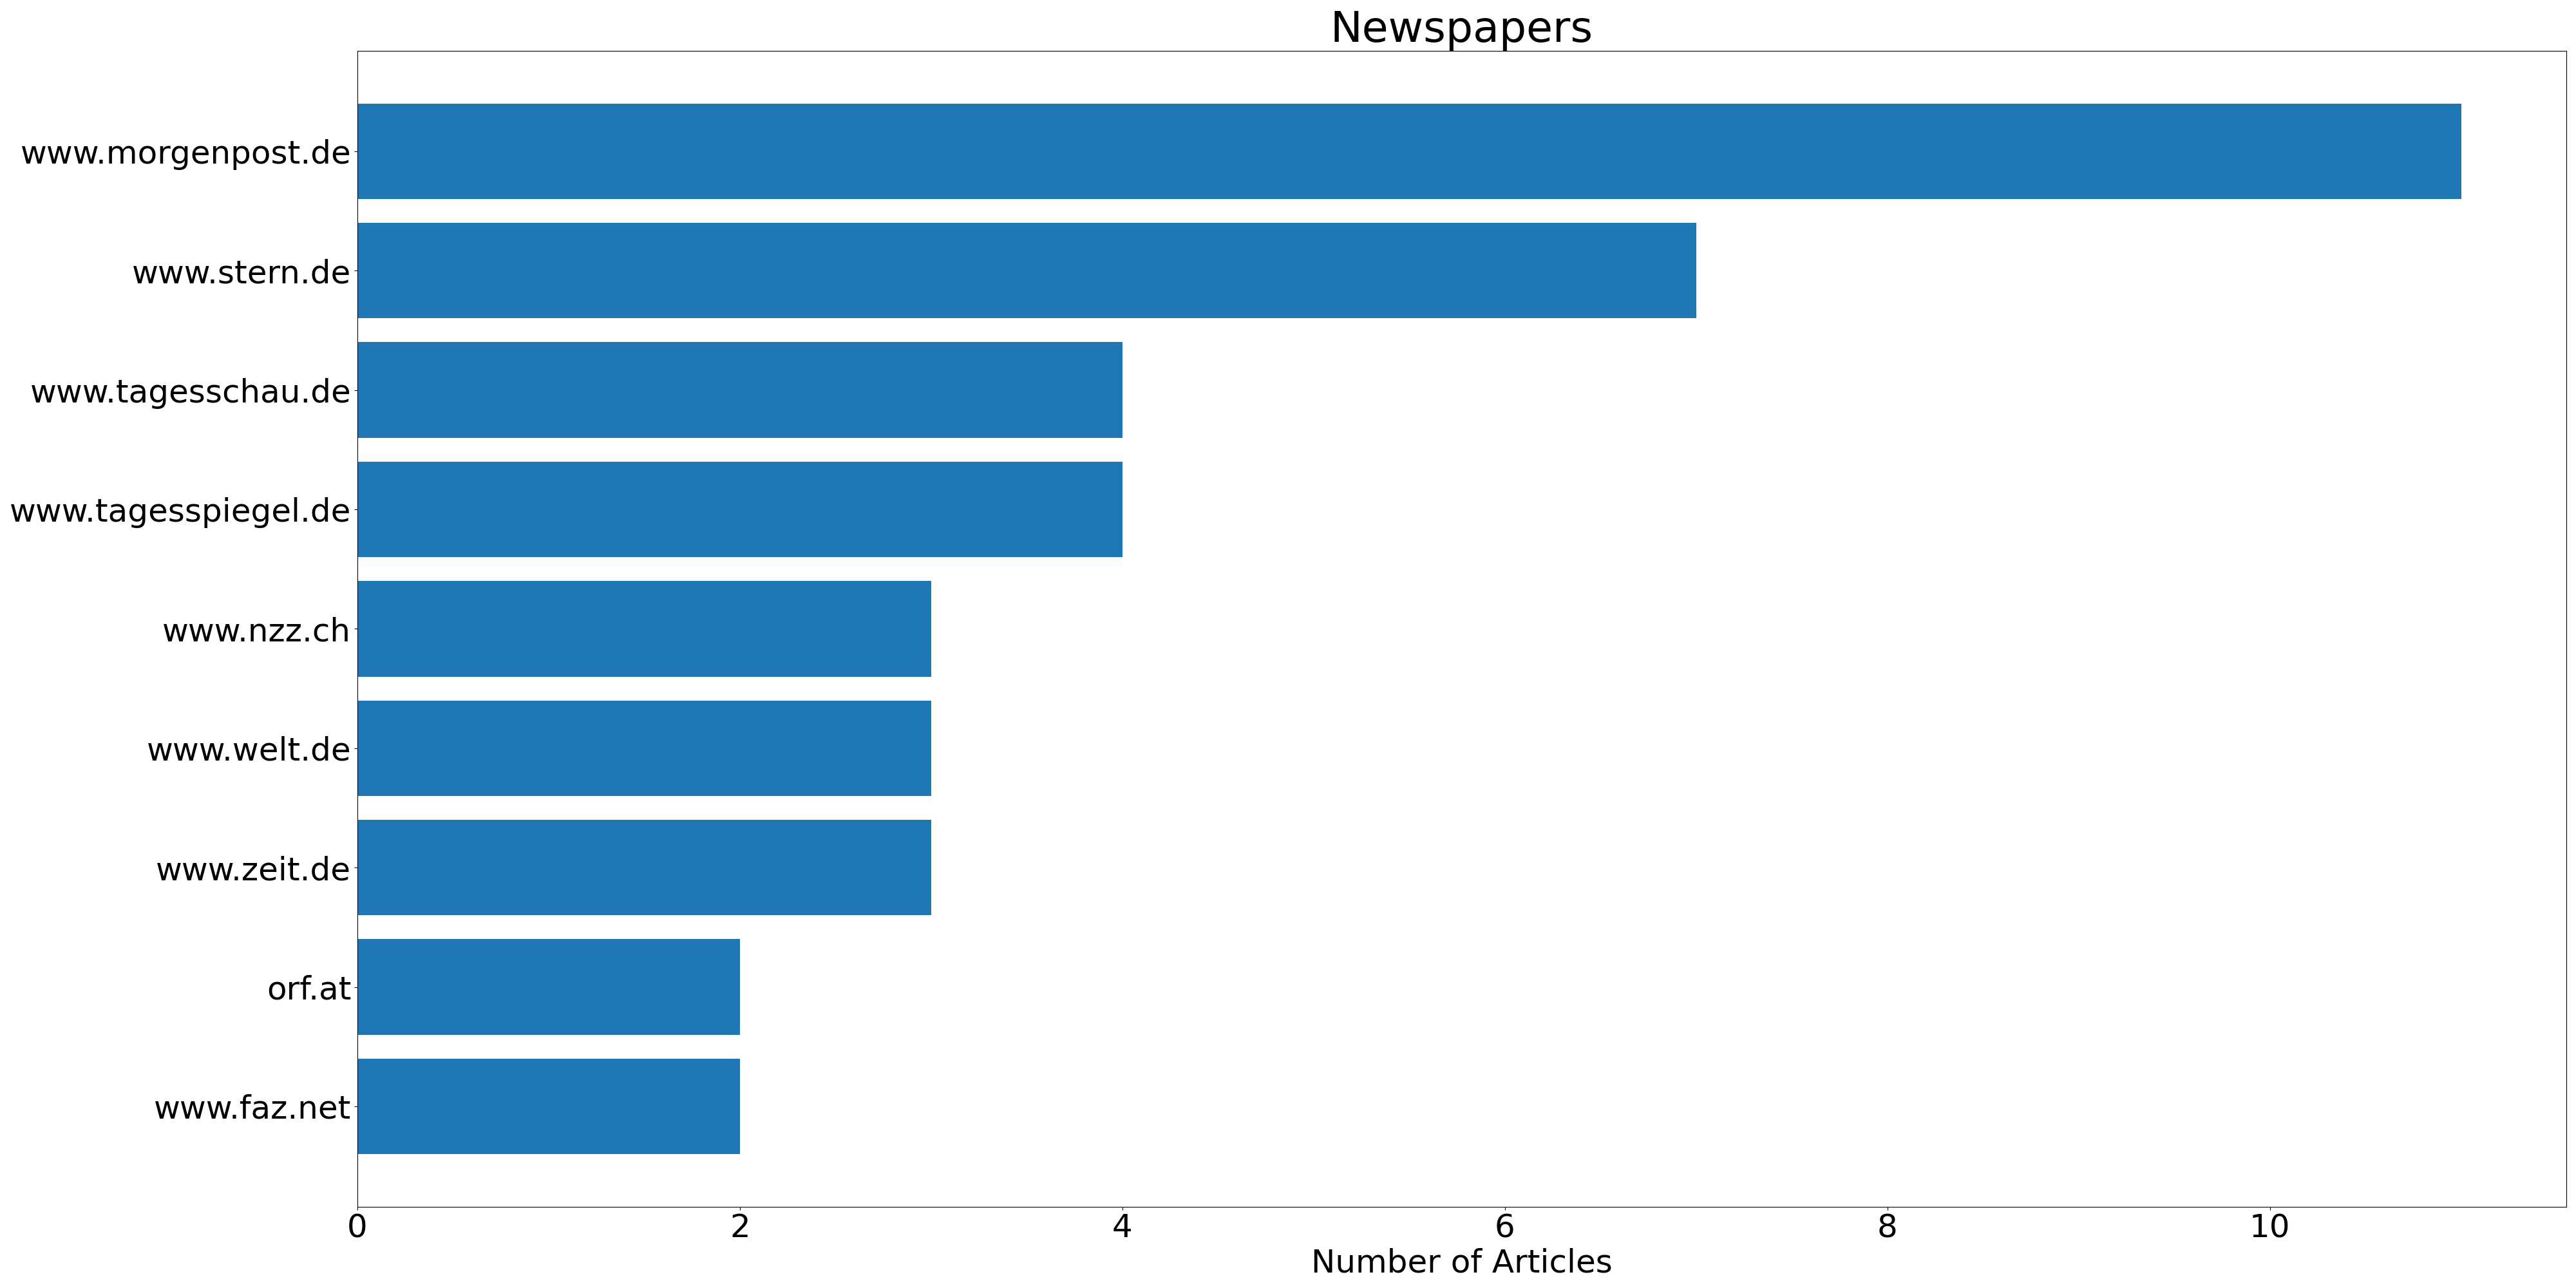 Newspapers
www.morgenpost.de
www.stern.de
www.tagesschau.de
www.tagesspiegel.de
www.nzz.ch
www.welt.de
www.zeit.de
orf.at
www.faz.net
0 2 4 6 8 10
Number of Articles